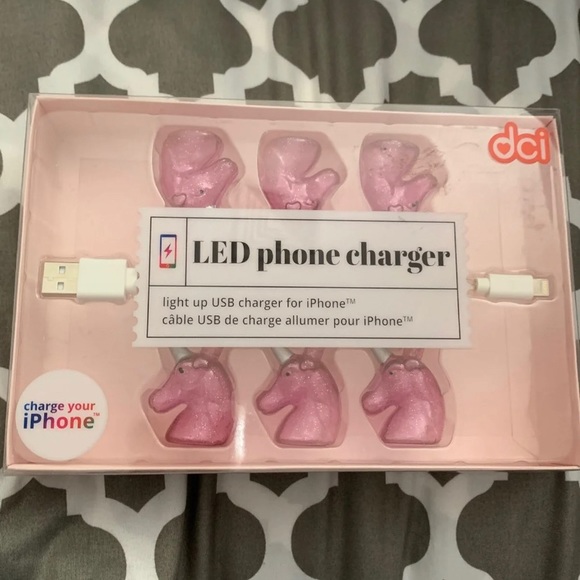 dci
LED phone charger
light up USB charger for iPhone™
câble USB de charge allumer pour iPhone™
charge your
iPhone™